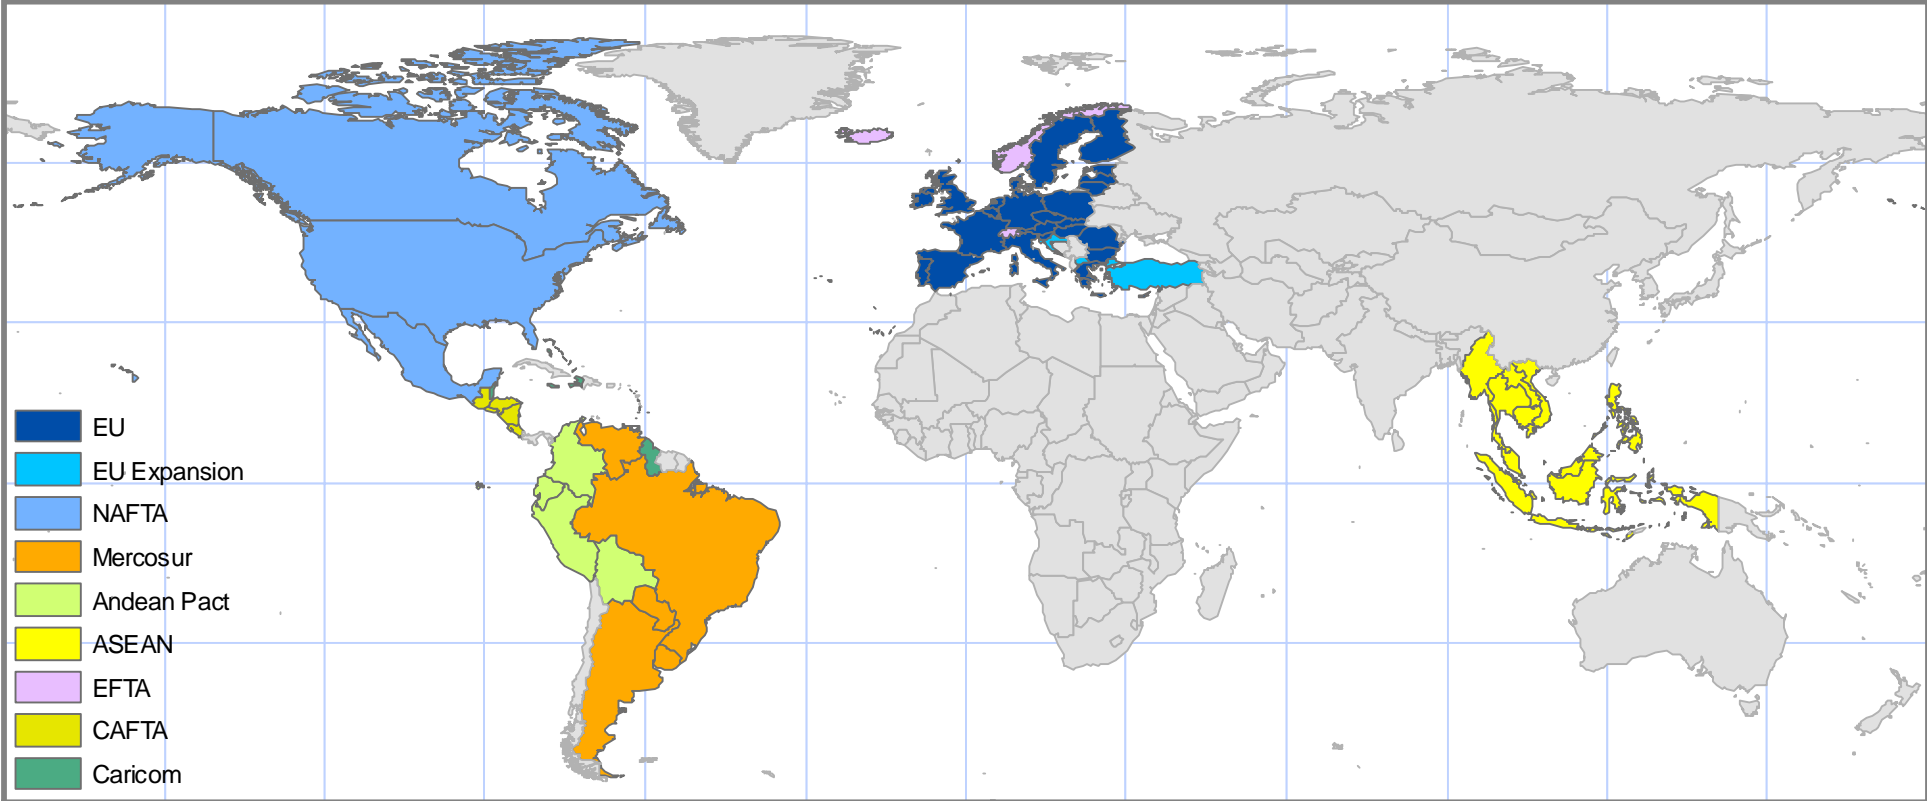 EU
EU Expansion
NAFTA
Mercosur
Andean Pact
ASEAN
EFTA
CAFTA
Caricom